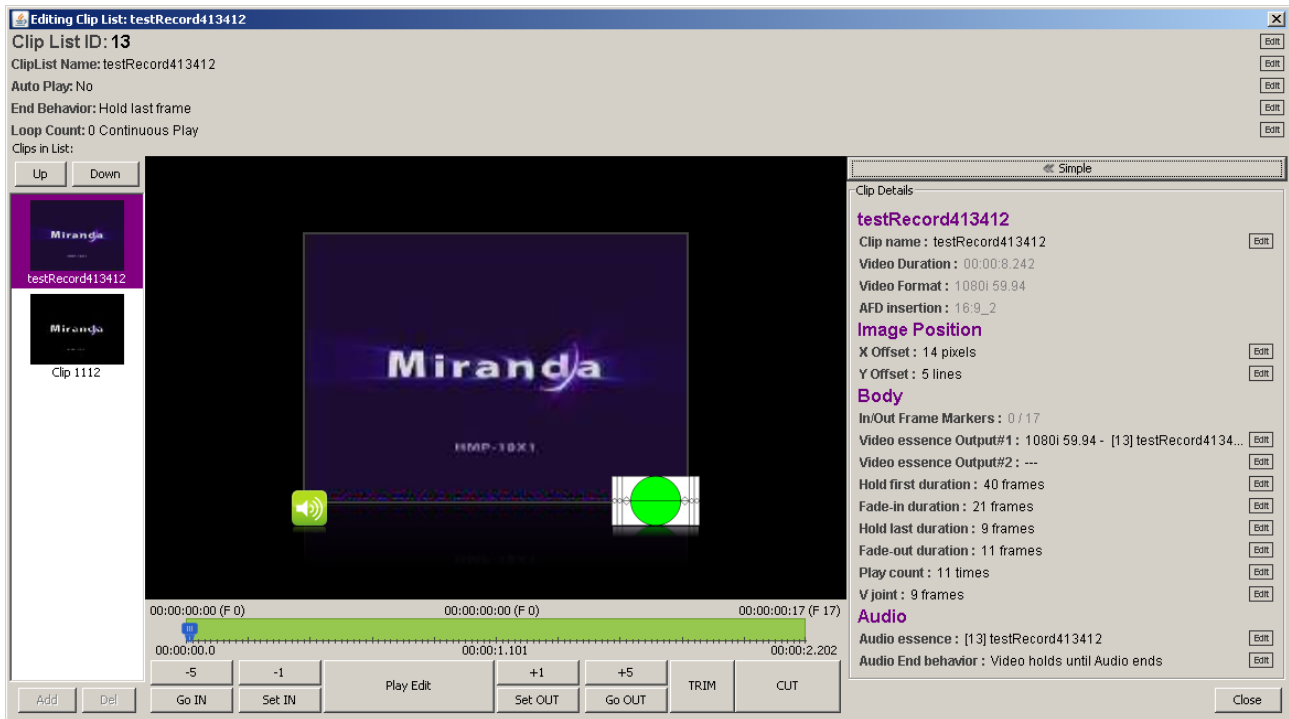 Editing Clip List: testRecord413412
Clip List ID: 13
Edit
ClipList Name: testRecord413412
Edit
Auto Play: No
Edit
End Behavior: Hold last frame
Edit
Loop Count: 0 Continuous Play
Edit
Clips in List:
Up
Down
Miranda
testRecord413412
Miranda
Clip 1112
Add
Del
Miranda
HMP-10X1
00:00:00:00 (F 0)
00:00:00:00 (F 0)
00:00:00:17 (F 17)
00:00:00.0
00:00:1.101
00:00:2.202
-5
-1
Play Edit
+1
+5
TRIM
CUT
Go IN
Set IN
Set OUT
Go OUT
Simple
Clip Details
testRecord413412
Clip name : testRecord413412
Edit
Video Duration : 00:00:8.242
Video Format : 1080i 59.94
AFD insertion : 16:9_2
Image Position
X Offset : 14 pixels
Edit
Y Offset : 5 lines
Edit
Body
In/Out Frame Markers : 0 / 17
Video essence Output#1 : 1080i 59.94 - [13] testRecord4134...
Edit
Video essence Output#2 : ---
Edit
Hold first duration : 40 frames
Edit
Fade-in duration : 21 frames
Edit
Hold last duration : 9 frames
Edit
Fade-out duration : 11 frames
Edit
Play count : 11 times
Edit
V joint : 9 frames
Edit
Audio
Audio essence : [13] testRecord413412
Edit
Audio End behavior : Video holds until Audio ends
Edit
Close